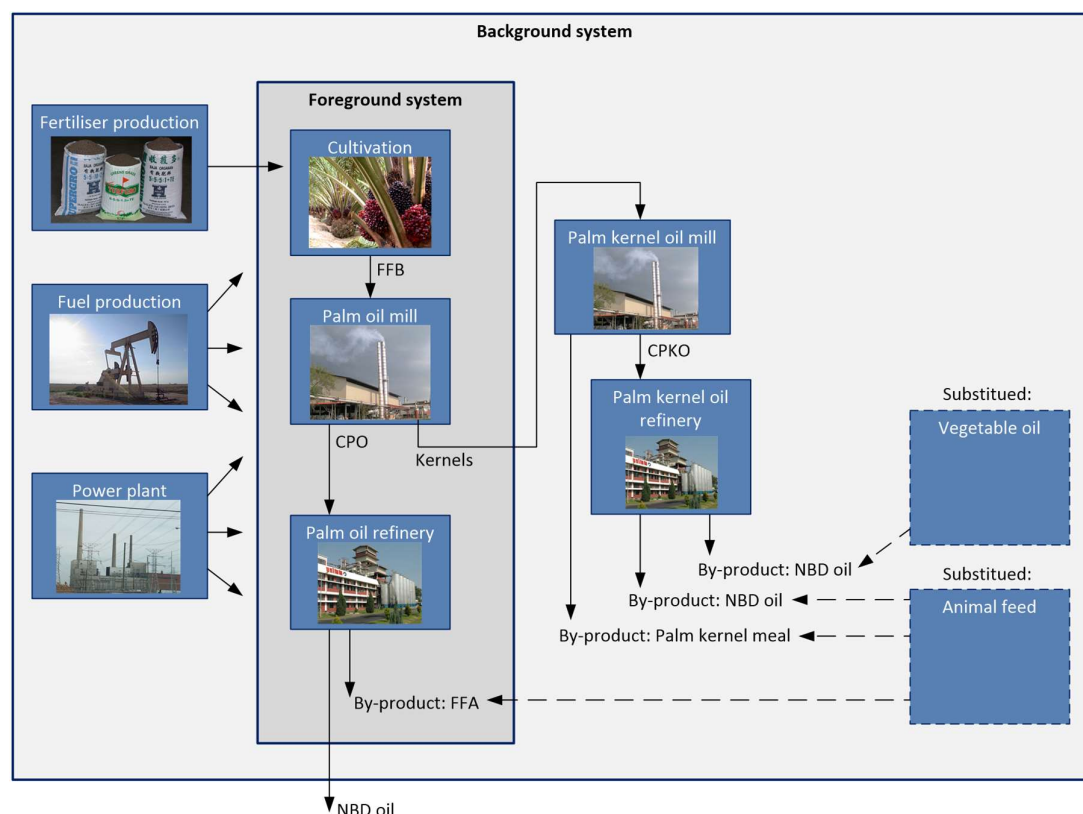 Background system
Foreground system
Fertiliser production
Cultivation
FFB
Fuel production
Palm oil mill
CPO
Kernels
Power plant
Palm oil refinery
By-product: FFA
NBD oil
Palm kernel oil mill
CPKO
Palm kernel oil
refinery
By-product: NBD oil
By-product: NBD oil
By-product: Palm kernel meal
Substitued:
Vegetable oil
Substitued:
Animal feed